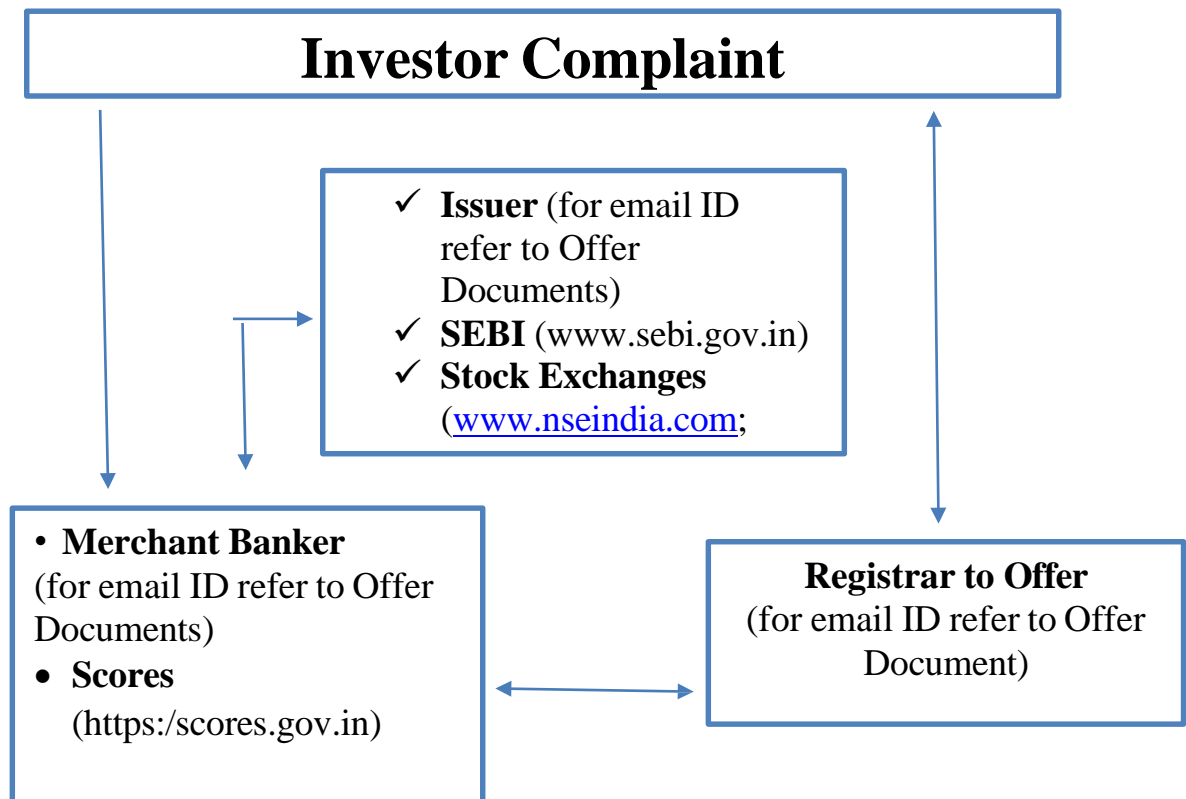 Investor Complaint
✓ Issuer (for email ID
refer to Offer
Documents)
✓ SEBI (www.sebi.gov.in)
✓ Stock Exchanges
(www.nseindia.com;
• Merchant Banker
(for email ID refer to Offer
Documents)
• Scores
(https:/scores.gov.in)
Registrar to Offer
(for email ID refer to Offer
Document)